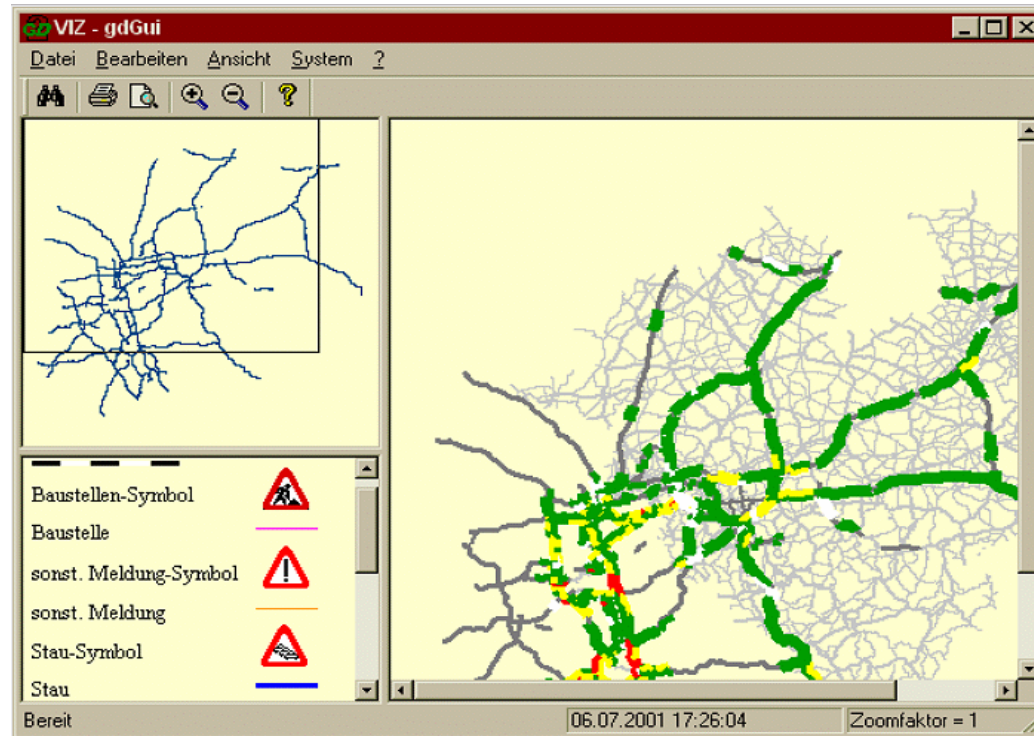 GD VIZ - gdGui
Datei Bearbeiten Ansicht System ?
Baustellen-Symbol
Baustelle
sonst. Meldung-Symbol
sonst. Meldung
Stau-Symbol
Stau
Bereit 06.07.2001 17:26:04 Zoomfaktor = 1